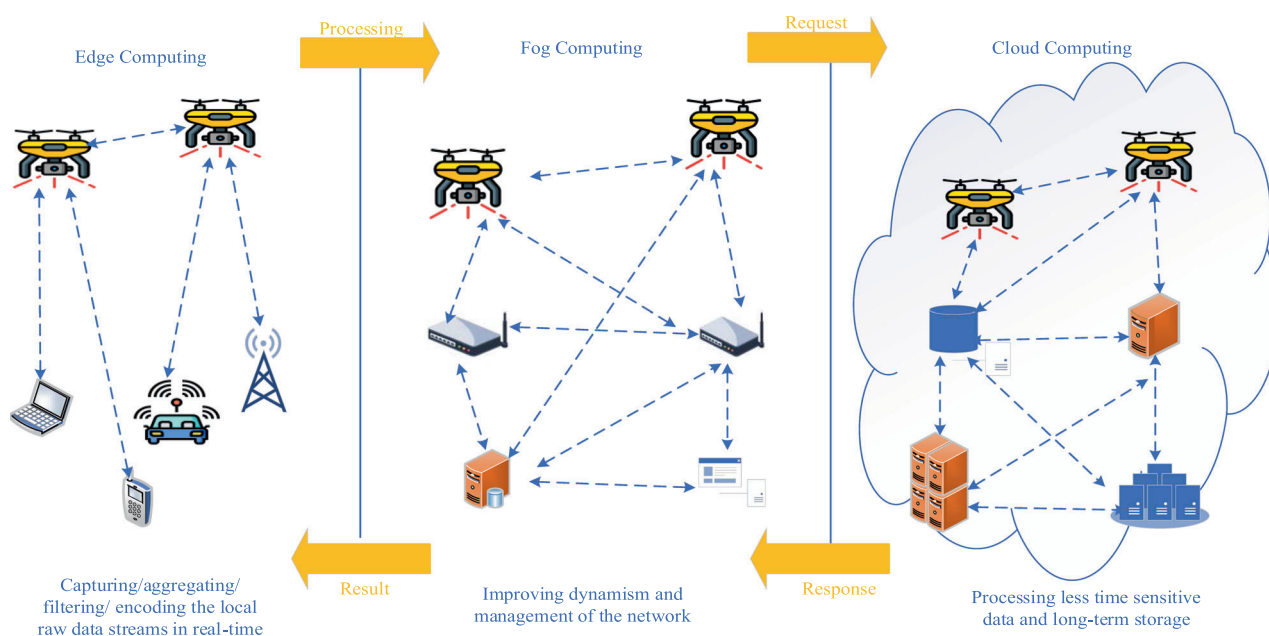 Processing
Request
Edge Computing
Fog Computing
Cloud Computing
Result
Response
Capturing/aggregating/
filtering/ encoding the local
raw data streams in real-time
Improving dynamism and
management of the network
Processing less time sensitive
data and long-term storage